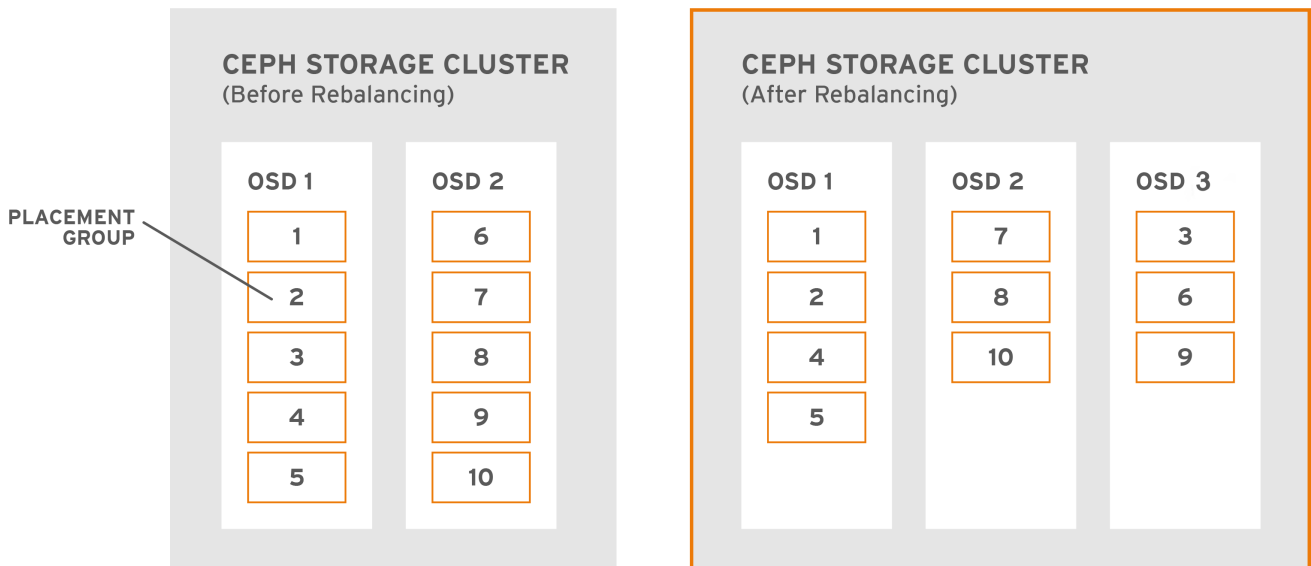 CEPH STORAGE CLUSTER
(Before Rebalancing)
OSD 1
1
2
3
4
5
OSD 2
6
7
8
9
10
PLACEMENT
GROUP
CEPH STORAGE CLUSTER
(After Rebalancing)
OSD 1
1
2
4
5
OSD 2
7
8
10
OSD 3
3
6
9